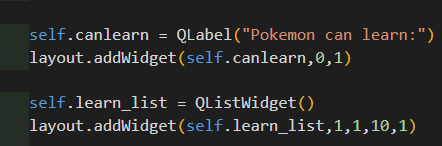 self.canlearn = QLabel("Pokemon can learn:")
layout.addWidget(self.canlearn,0,1)
self.learn_list = QListWidget()
layout.addWidget(self.learn_list,1,1,10,1)